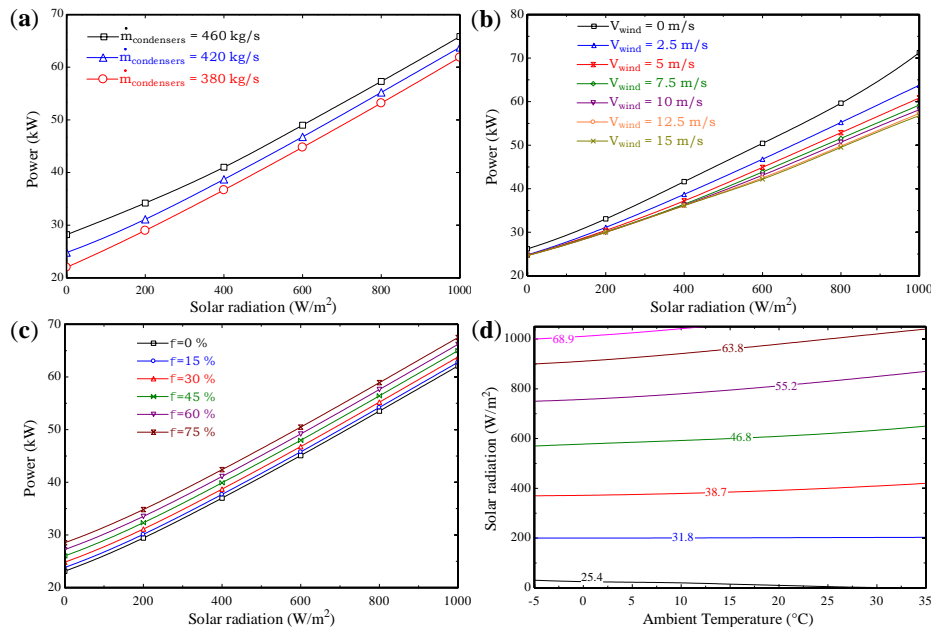 (a)
ṁcondensers = 460 kg/s
ṁcondensers = 420 kg/s
ṁcondensers = 380 kg/s
Power (kW)
70
60
50
40
30
20
0 200 400 600 800 1000
Solar radiation (W/m²)
(b)
Vwind = 0 m/s
Vwind = 2.5 m/s
Vwind = 5 m/s
Vwind = 7.5 m/s
Vwind = 10 m/s
Vwind = 12.5 m/s
Vwind = 15 m/s
Power (kW)
80
70
60
50
40
30
20
0 200 400 600 800 1000
Solar radiation (W/m²)
(c)
f=0 %
f=15 %
f=30 %
f=45 %
f=60 %
f=75 %
Power (kW)
70
60
50
40
30
20
0 200 400 600 800 1000
Solar radiation (W/m²)
(d)
68.9
63.8
55.2
46.8
38.7
31.8
25.4
Solar radiation (W/m²)
1000
800
600
400
200
0
-5 0 5 10 15 20 25 30 35
Ambient Temperature (°C)